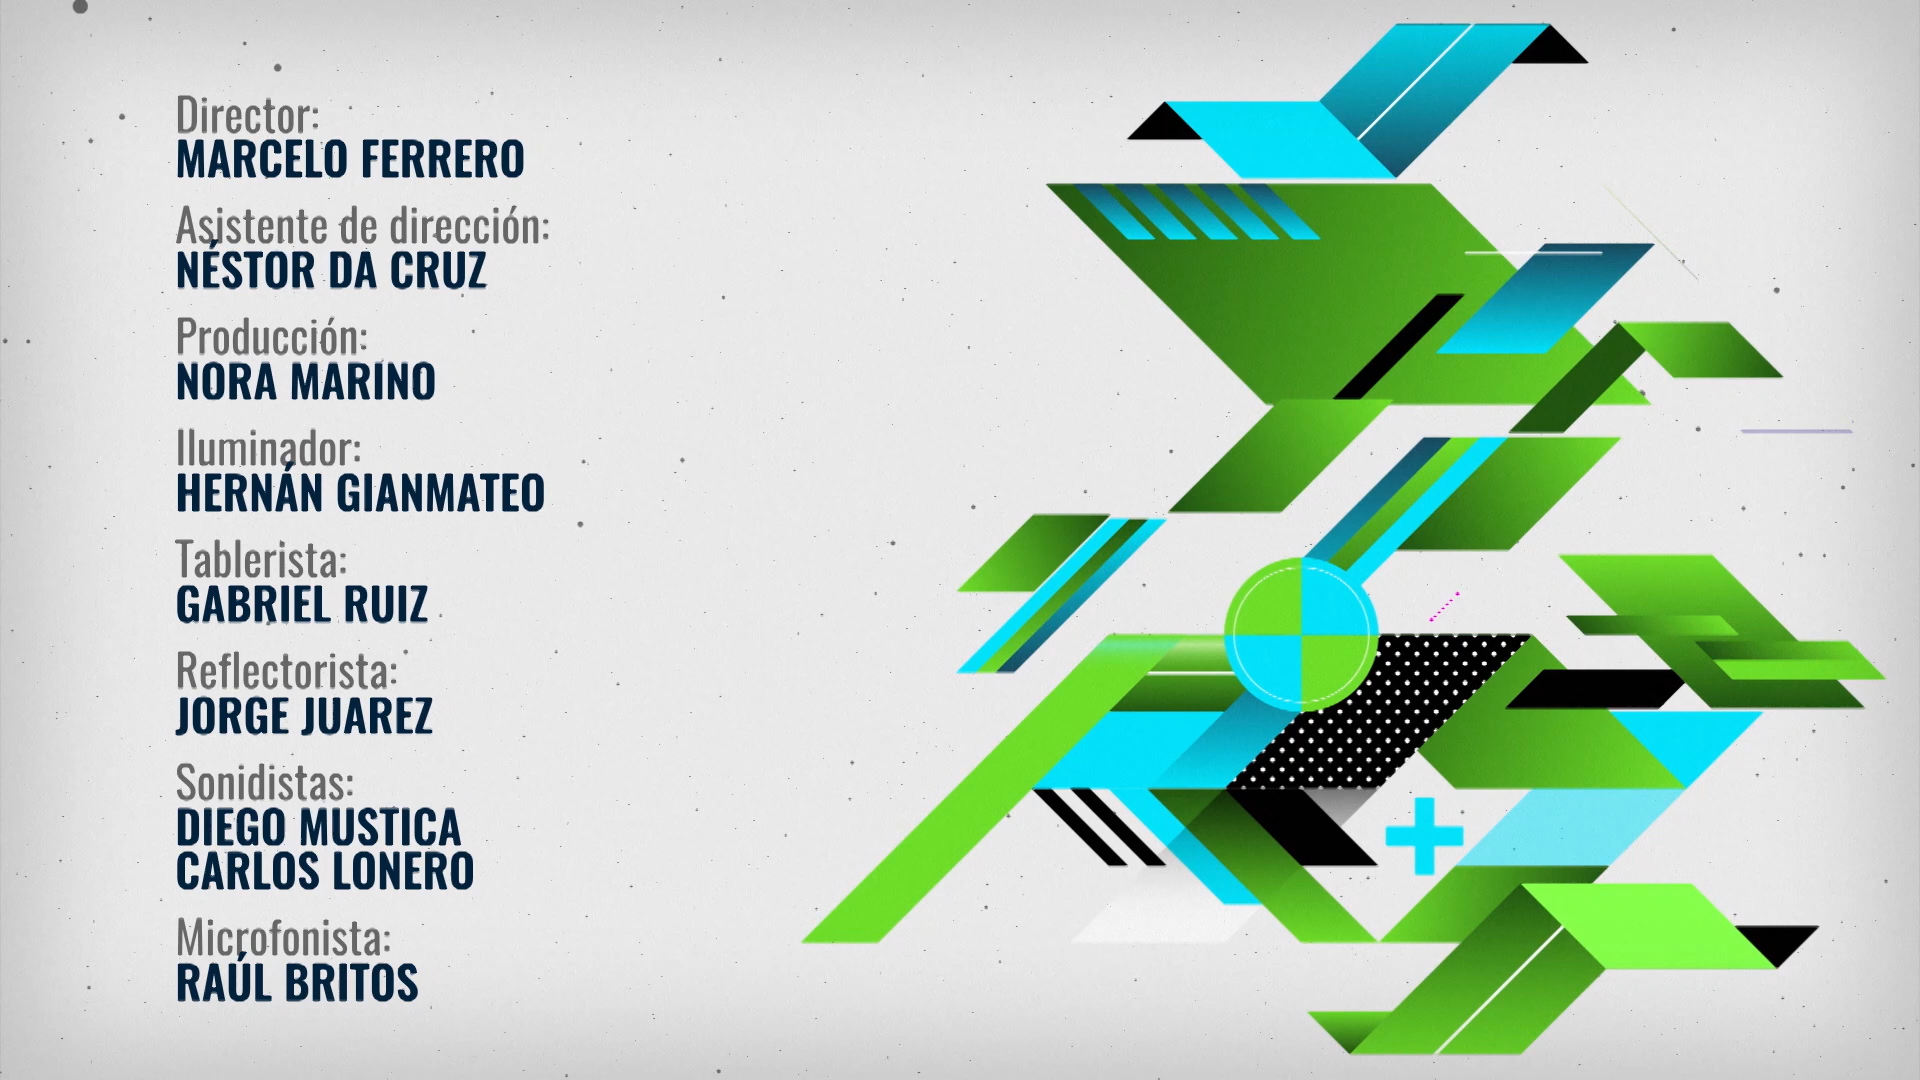 Director:
MARCELO FERRERO
Asistente de dirección:
NÉSTOR DA CRUZ
Producción:
NORA MARINO
Iluminador:
HERNÁN GIANMATEO
Tablerista:
GABRIEL RUIZ
Reflectorista:
JORGE JUAREZ
Sonidistas:
DIEGO MUSTICA
CARLOS LONERO
Microfonista:
RAÚL BRITOS